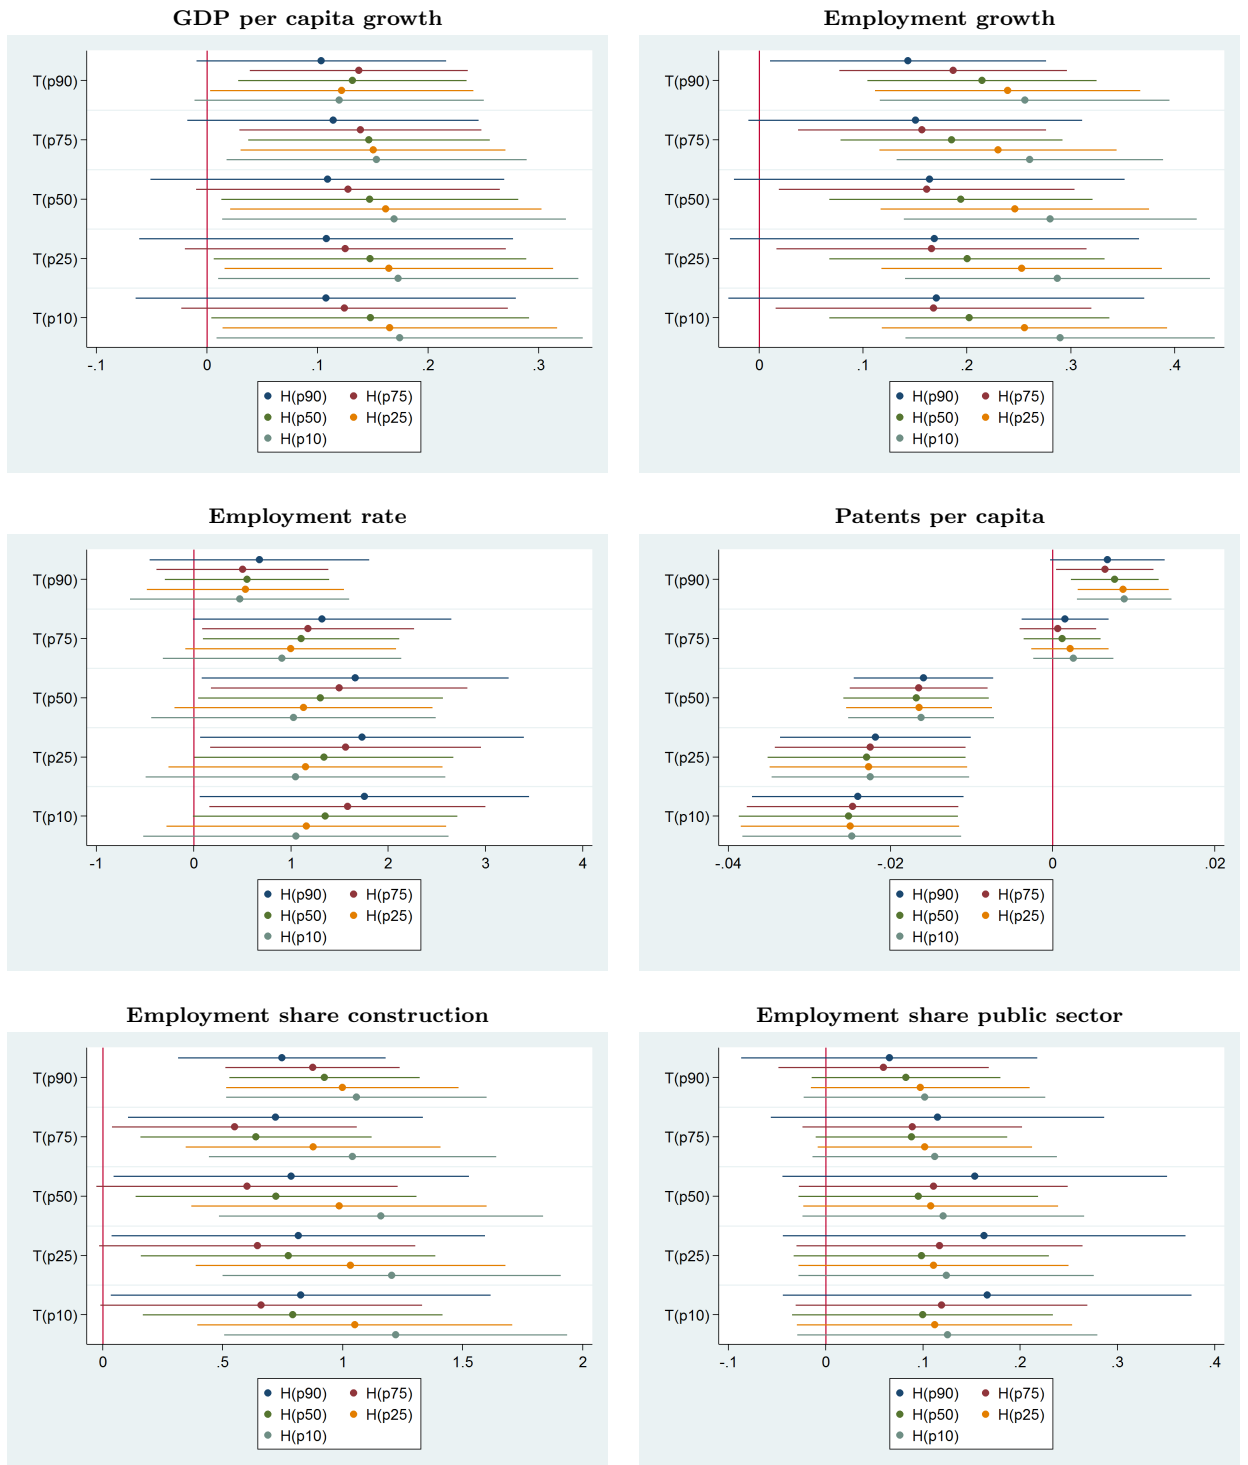 GDP per capita growth
T(p90)
T(p75)
T(p50)
T(p25)
T(p10)
-.1 0 .1 .2 .3
H(p90) H(p75)
H(p50) H(p25)
H(p10)
Employment growth
T(p90)
T(p75)
T(p50)
T(p25)
T(p10)
0 .1 .2 .3 .4
H(p90) H(p75)
H(p50) H(p25)
H(p10)
Employment rate
T(p90)
T(p75)
T(p50)
T(p25)
T(p10)
-1 0 1 2 3 4
H(p90) H(p75)
H(p50) H(p25)
H(p10)
Patents per capita
T(p90)
T(p75)
T(p50)
T(p25)
T(p10)
-.04 -.02 0 .02
H(p90) H(p75)
H(p50) H(p25)
H(p10)
Employment share construction
T(p90)
T(p75)
T(p50)
T(p25)
T(p10)
0 .5 1 1.5 2
H(p90) H(p75)
H(p50) H(p25)
H(p10)
Employment share public sector
T(p90)
T(p75)
T(p50)
T(p25)
T(p10)
-.1 0 .1 .2 .3 .4
H(p90) H(p75)
H(p50) H(p25)
H(p10)